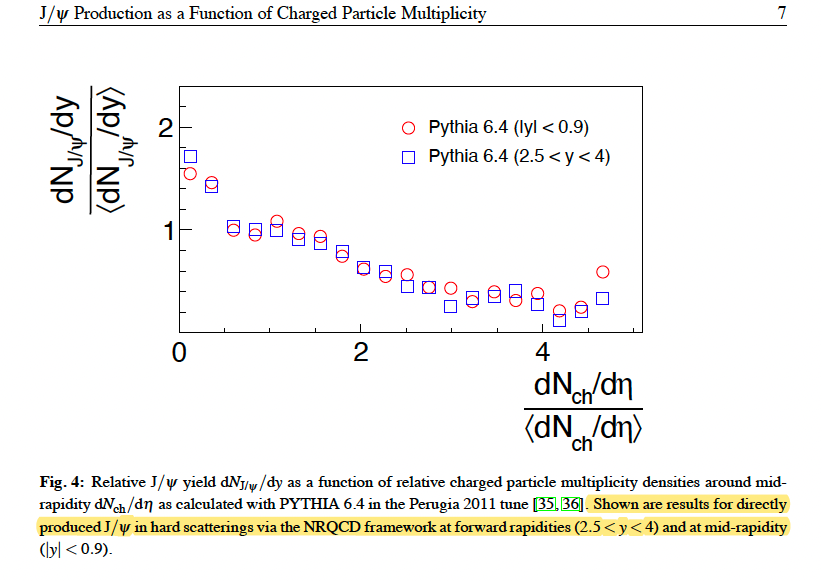 J/ψ Production as a Function of Charged Particle Multiplicity 7
dN_J/ψ/dy
⟨dN_J/ψ/dy⟩
2
1
Pythia 6.4 (|y| < 0.9)
Pythia 6.4 (2.5 < y < 4)
0 2 4
dN_ch/dη
⟨dN_ch/dη⟩
Fig. 4: Relative J/ψ yield dN_J/ψ/dy as a function of relative charged particle multiplicity densities around mid-
rapidity dN_ch/dη as calculated with PYTHIA 6.4 in the Perugia 2011 tune [35, 36]. Shown are results for directly
produced J/ψ in hard scatterings via the NRQCD framework at forward rapidities (2.5 < y < 4) and at mid-rapidity
(|y| < 0.9).